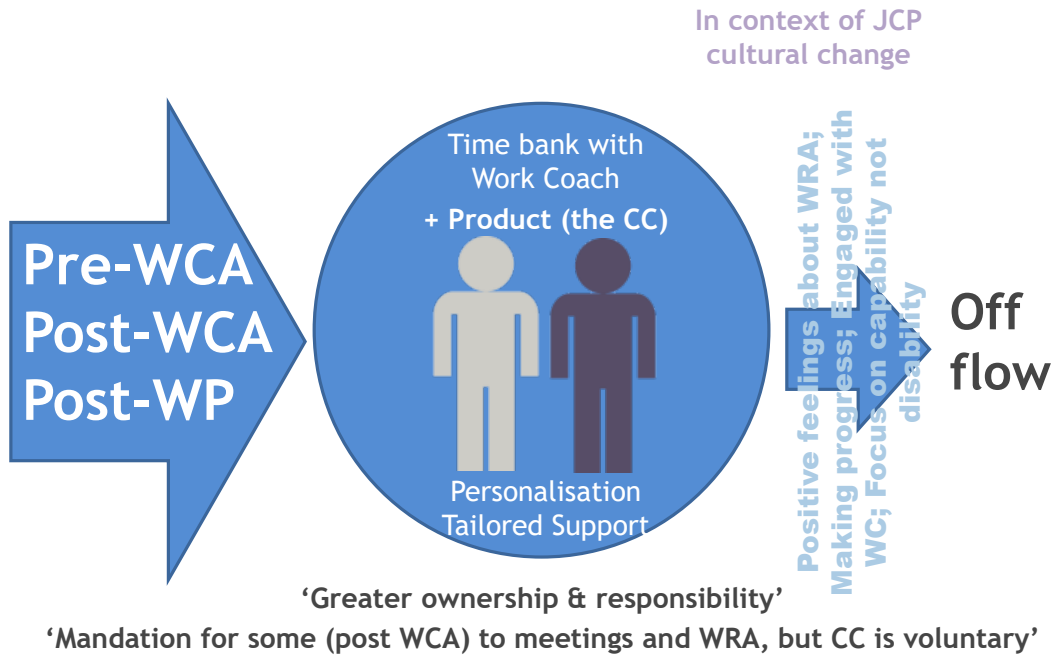 In context of JCP
cultural change
Pre-WCA
Post-WCA
Post-WP
Time bank with
Work Coach
+ Product (the CC)
Personalisation
Tailored Support
Positive feelings about WRA;
Making progress; Engaged with
WC; Focus on capability not
disability
Off
flow
‘Greater ownership & responsibility’
‘Mandation for some (post WCA) to meetings and WRA, but CC is voluntary’